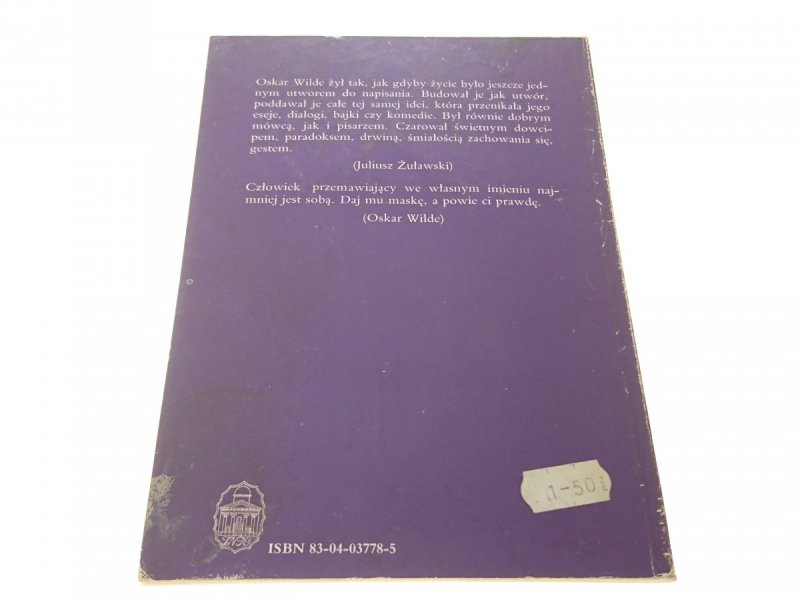 Oskar Wilde żył tak, jak gdyby życie było jeszcze jed-
nym utworem do napisania. Budował je jak utwór,
poddawał je całe tej samej idei, która przenikała jego
eseje, dialogi, bajki czy komedie. Był równie dobrym
mówcą, jak i pisarzem. Czarował świetnym dowci-
pem, paradoksem, drwiną, śmiałością zachowania się,
gestem.
(Juliusz Żuławski)
Człowiek przemawiający we własnym imieniu naj-
mniej jest sobą. Daj mu maskę, a powie ci prawdę.
(Oskar Wilde)
1-50
ISBN 83-04-03778-5